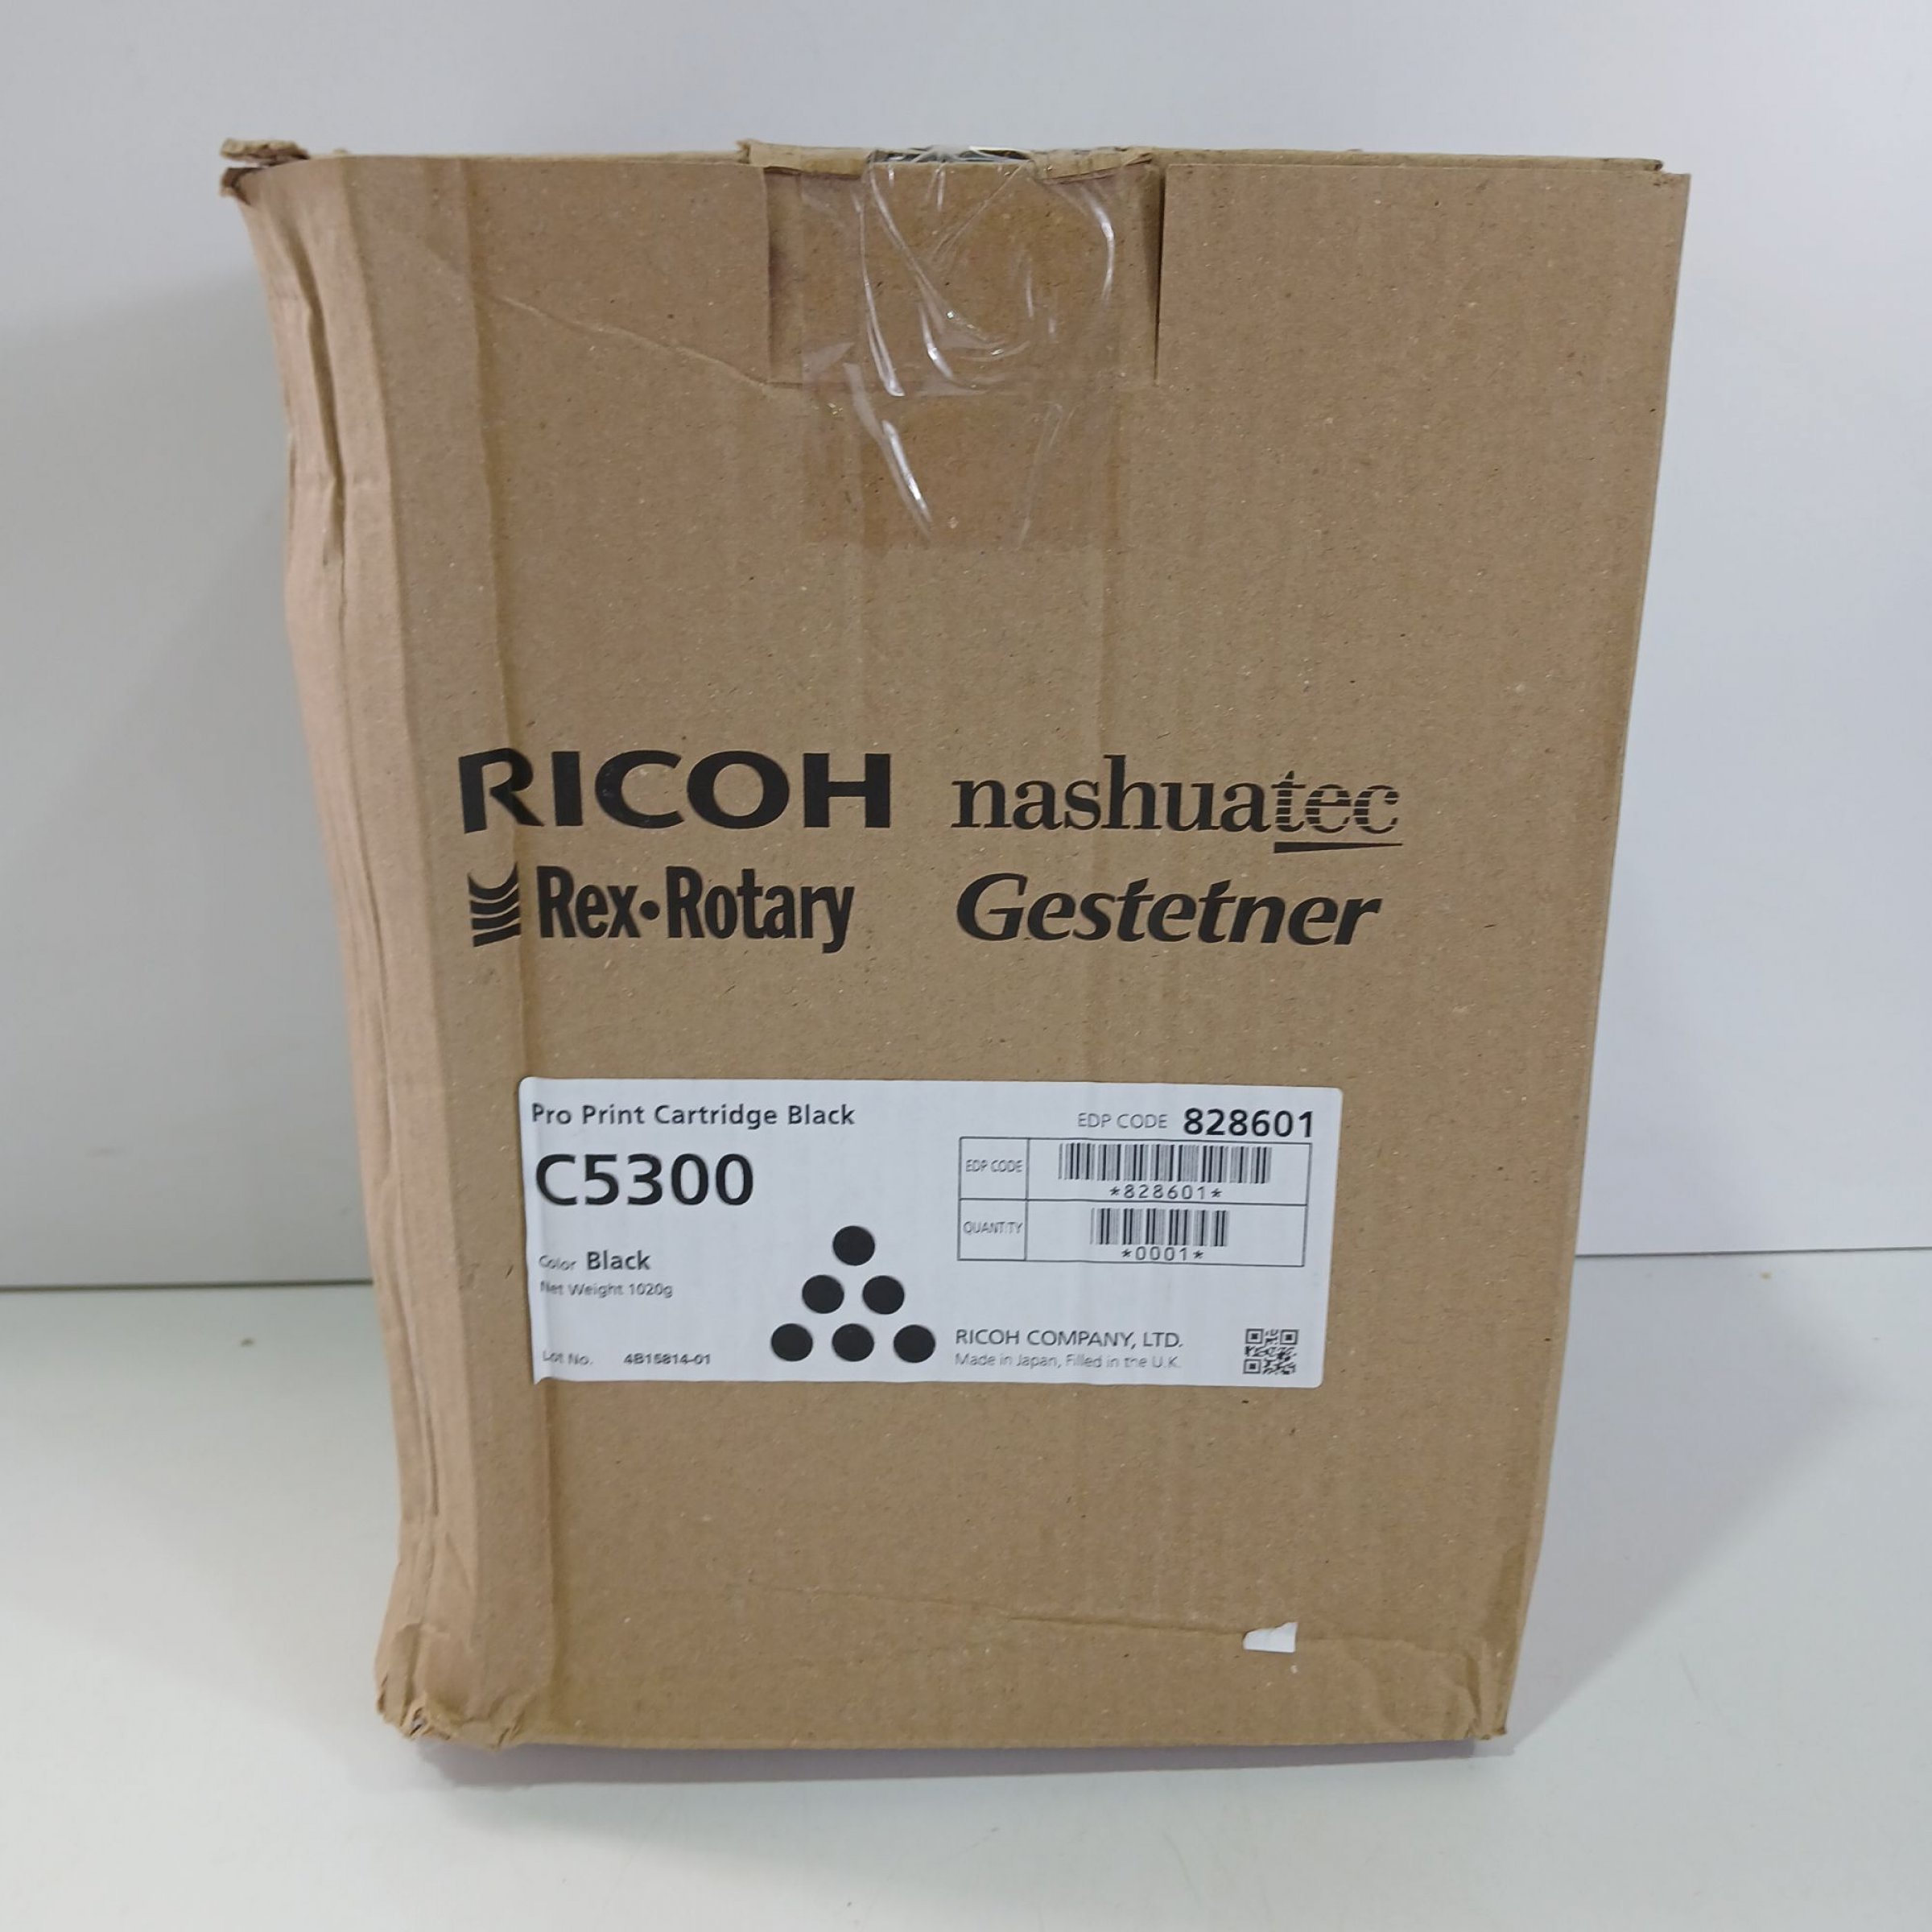 RICOH nashuatec
Rex•Rotary Gestetner
Pro Print Cartridge Black
C5300
Color Black
Net Weight 1020g
Lot No. 4B15814-01
EDP CODE 828601
EDP CODE
*828601*
QUANTITY
*0001*
RICOH COMPANY, LTD.
Made in Japan, Filled in the U.K.